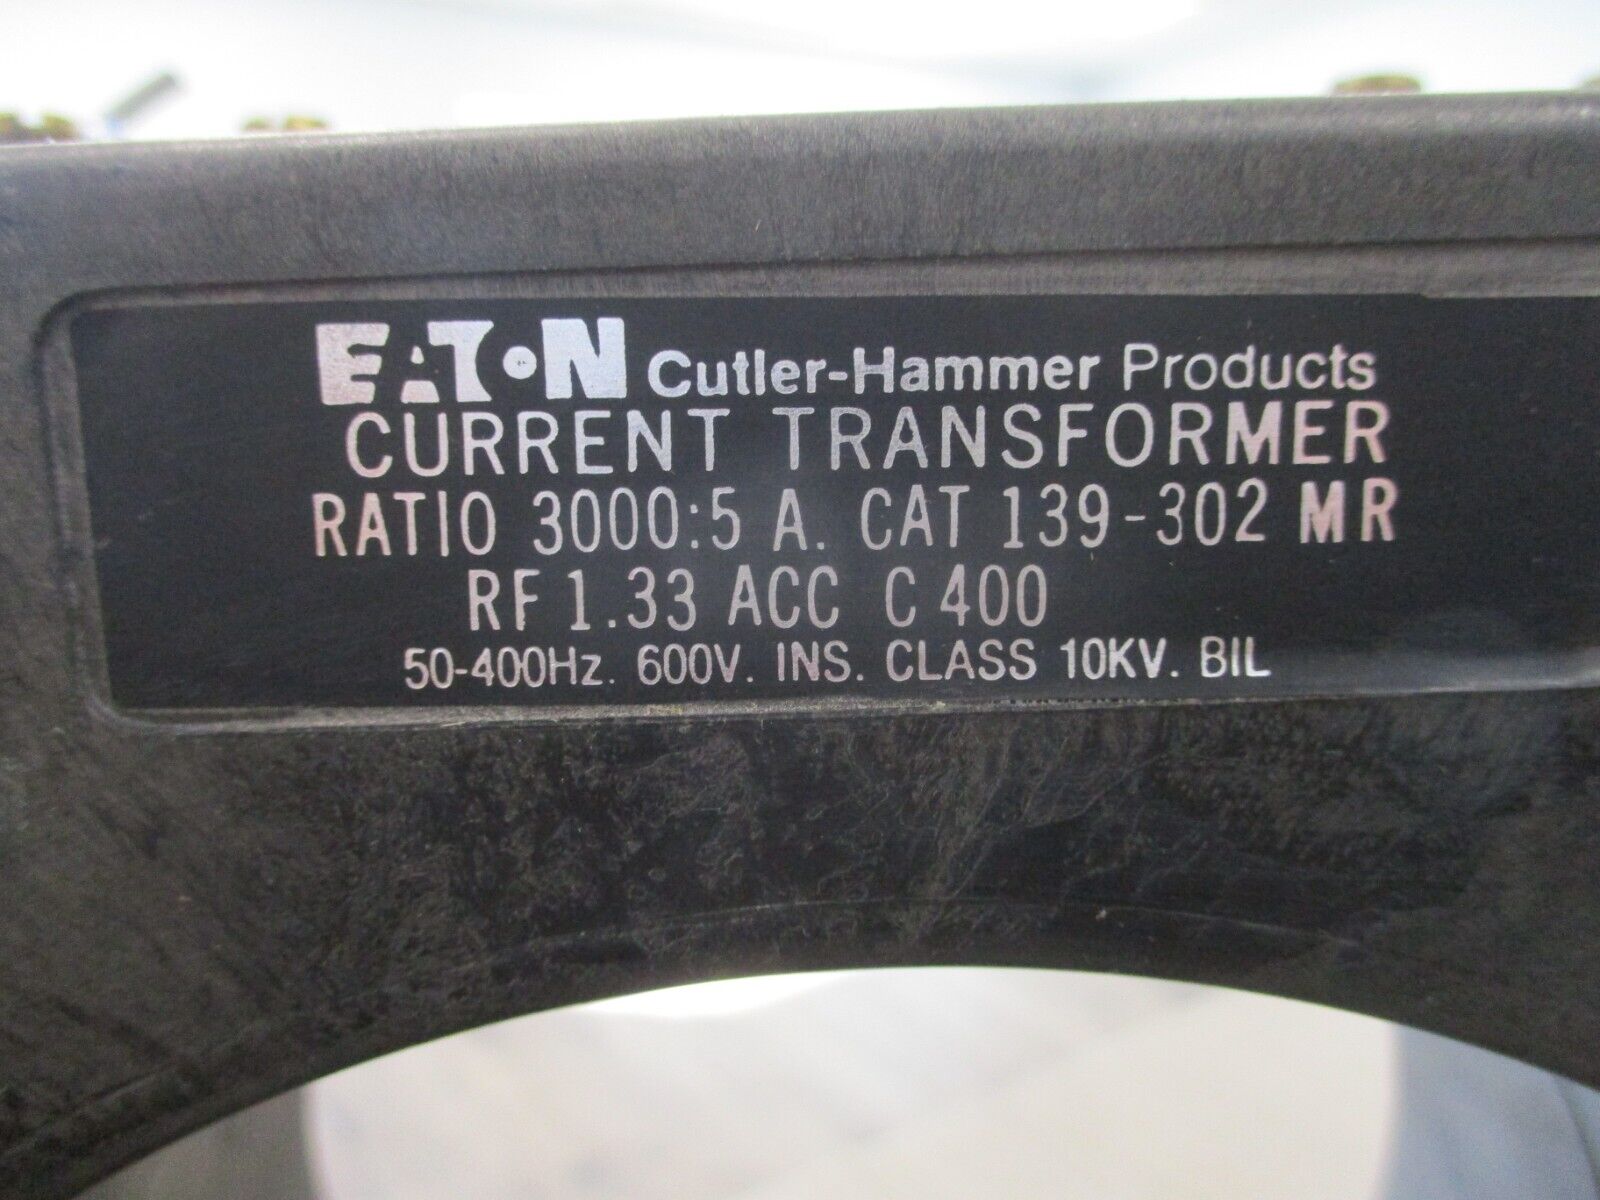 EATON Cutler-Hammer Products
CURRENT TRANSFORMER
RATIO 3000:5 A. CAT 139-302 MR
RF 1.33 ACC C 400
50-400Hz. 600V. INS. CLASS 10KV. BIL